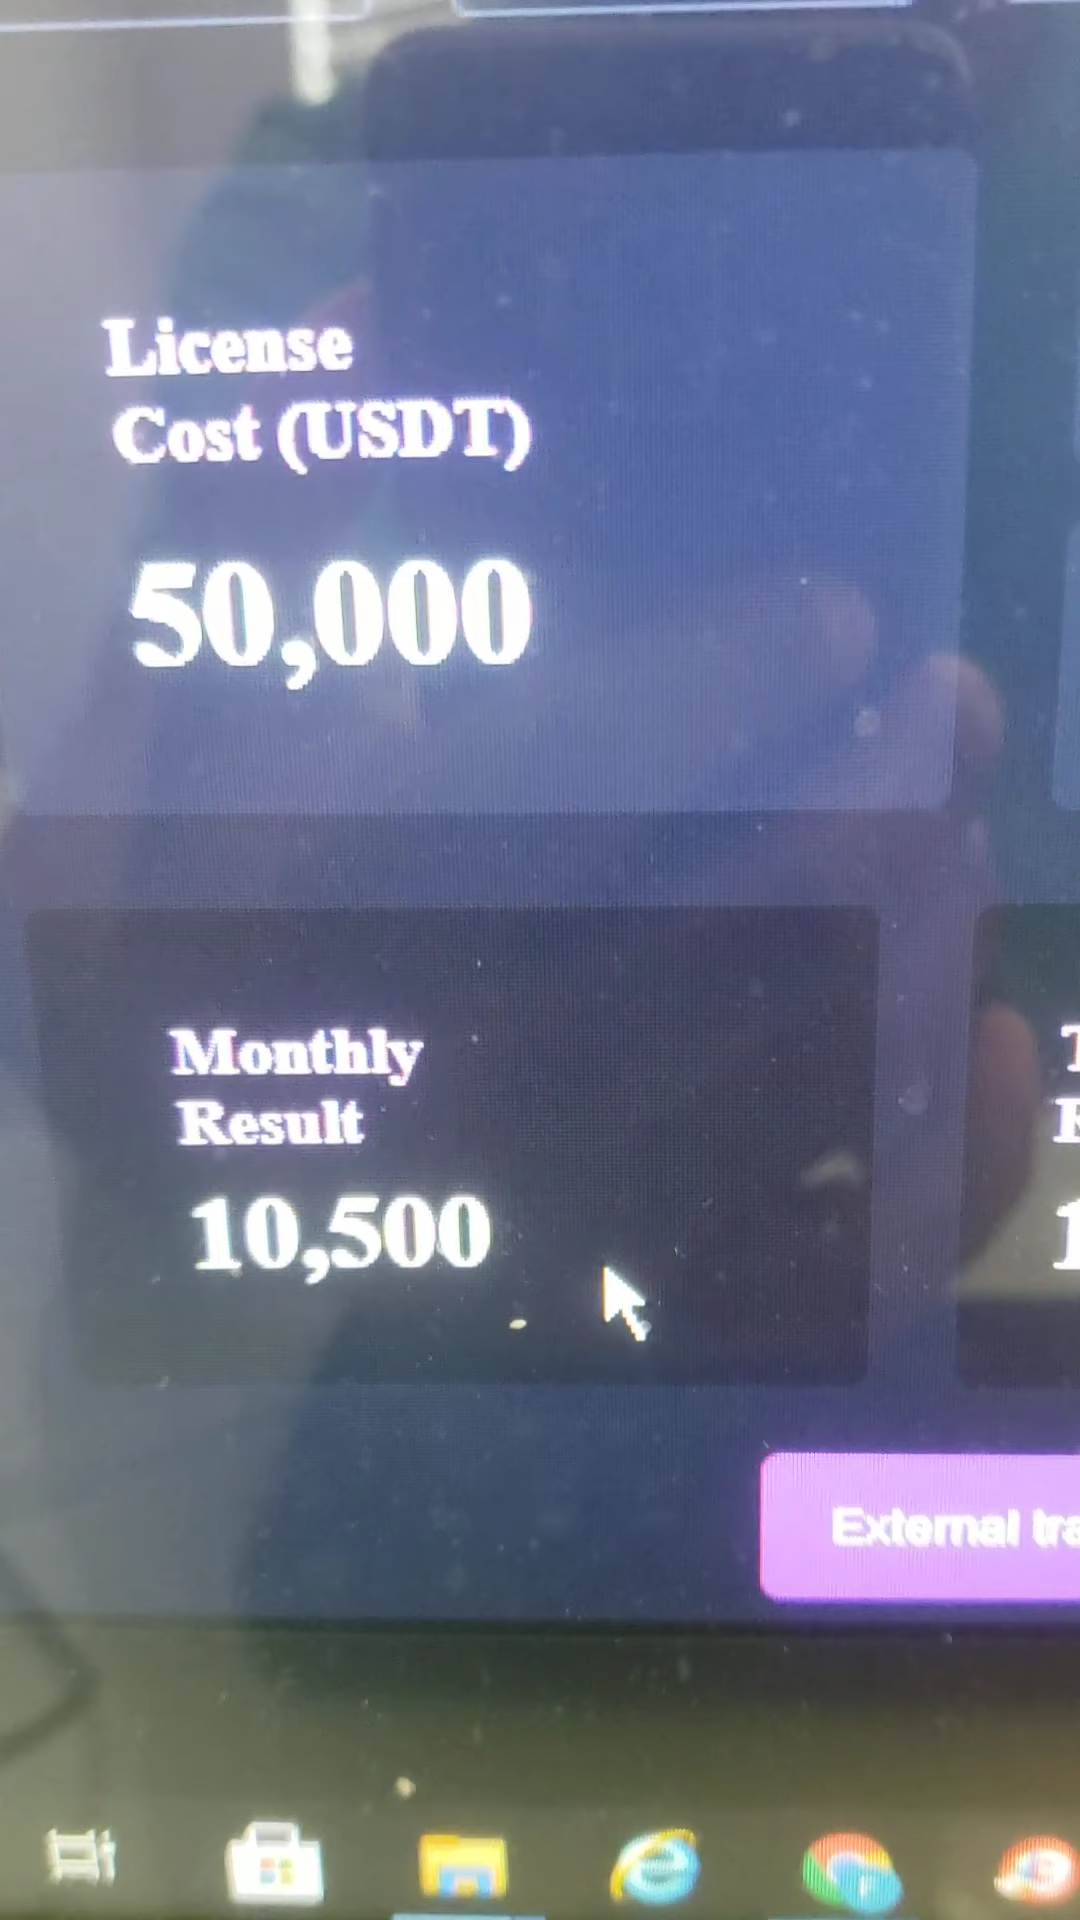 License
Cost (USDT)
50,000
Monthly
Result
10,500
External